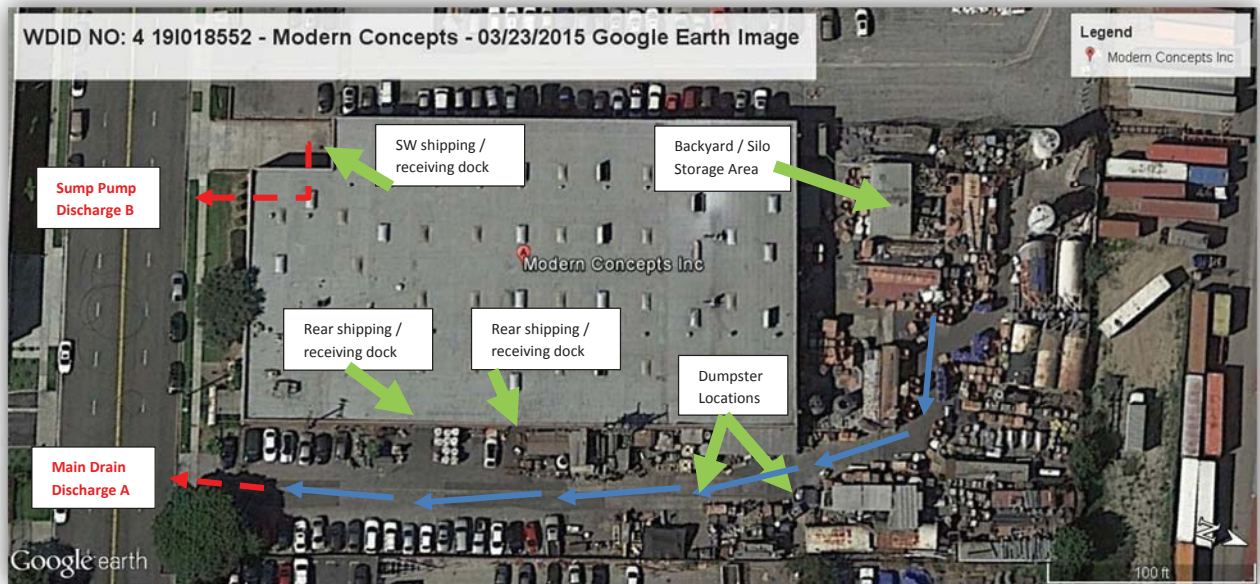 WDID NO: 4 19I018552 - Modern Concepts - 03/23/2015 Google Earth Image
Legend
Modern Concepts Inc
SW shipping /
receiving dock
Backyard / Silo
Storage Area
Sump Pump
Discharge B
Modern Concepts Inc
Rear shipping /
receiving dock
Rear shipping /
receiving dock
Dumpster
Locations
Main Drain
Discharge A
Google earth
N
100 ft